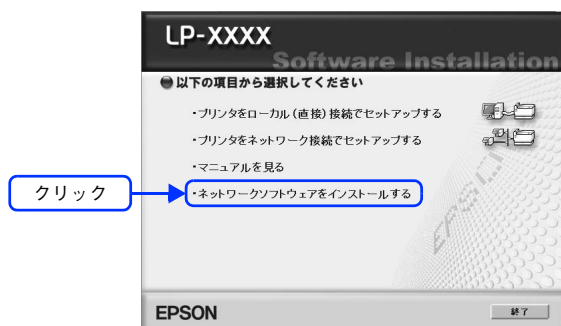 LP-XXXX
Software Installation
以下の項目から選択してください
・プリンタをローカル(直接)接続でセットアップする
・プリンタをネットワーク接続でセットアップする
・マニュアルを見る
クリック
・ネットワークソフトウェアをインストールする
EPSON
EPSON
終了